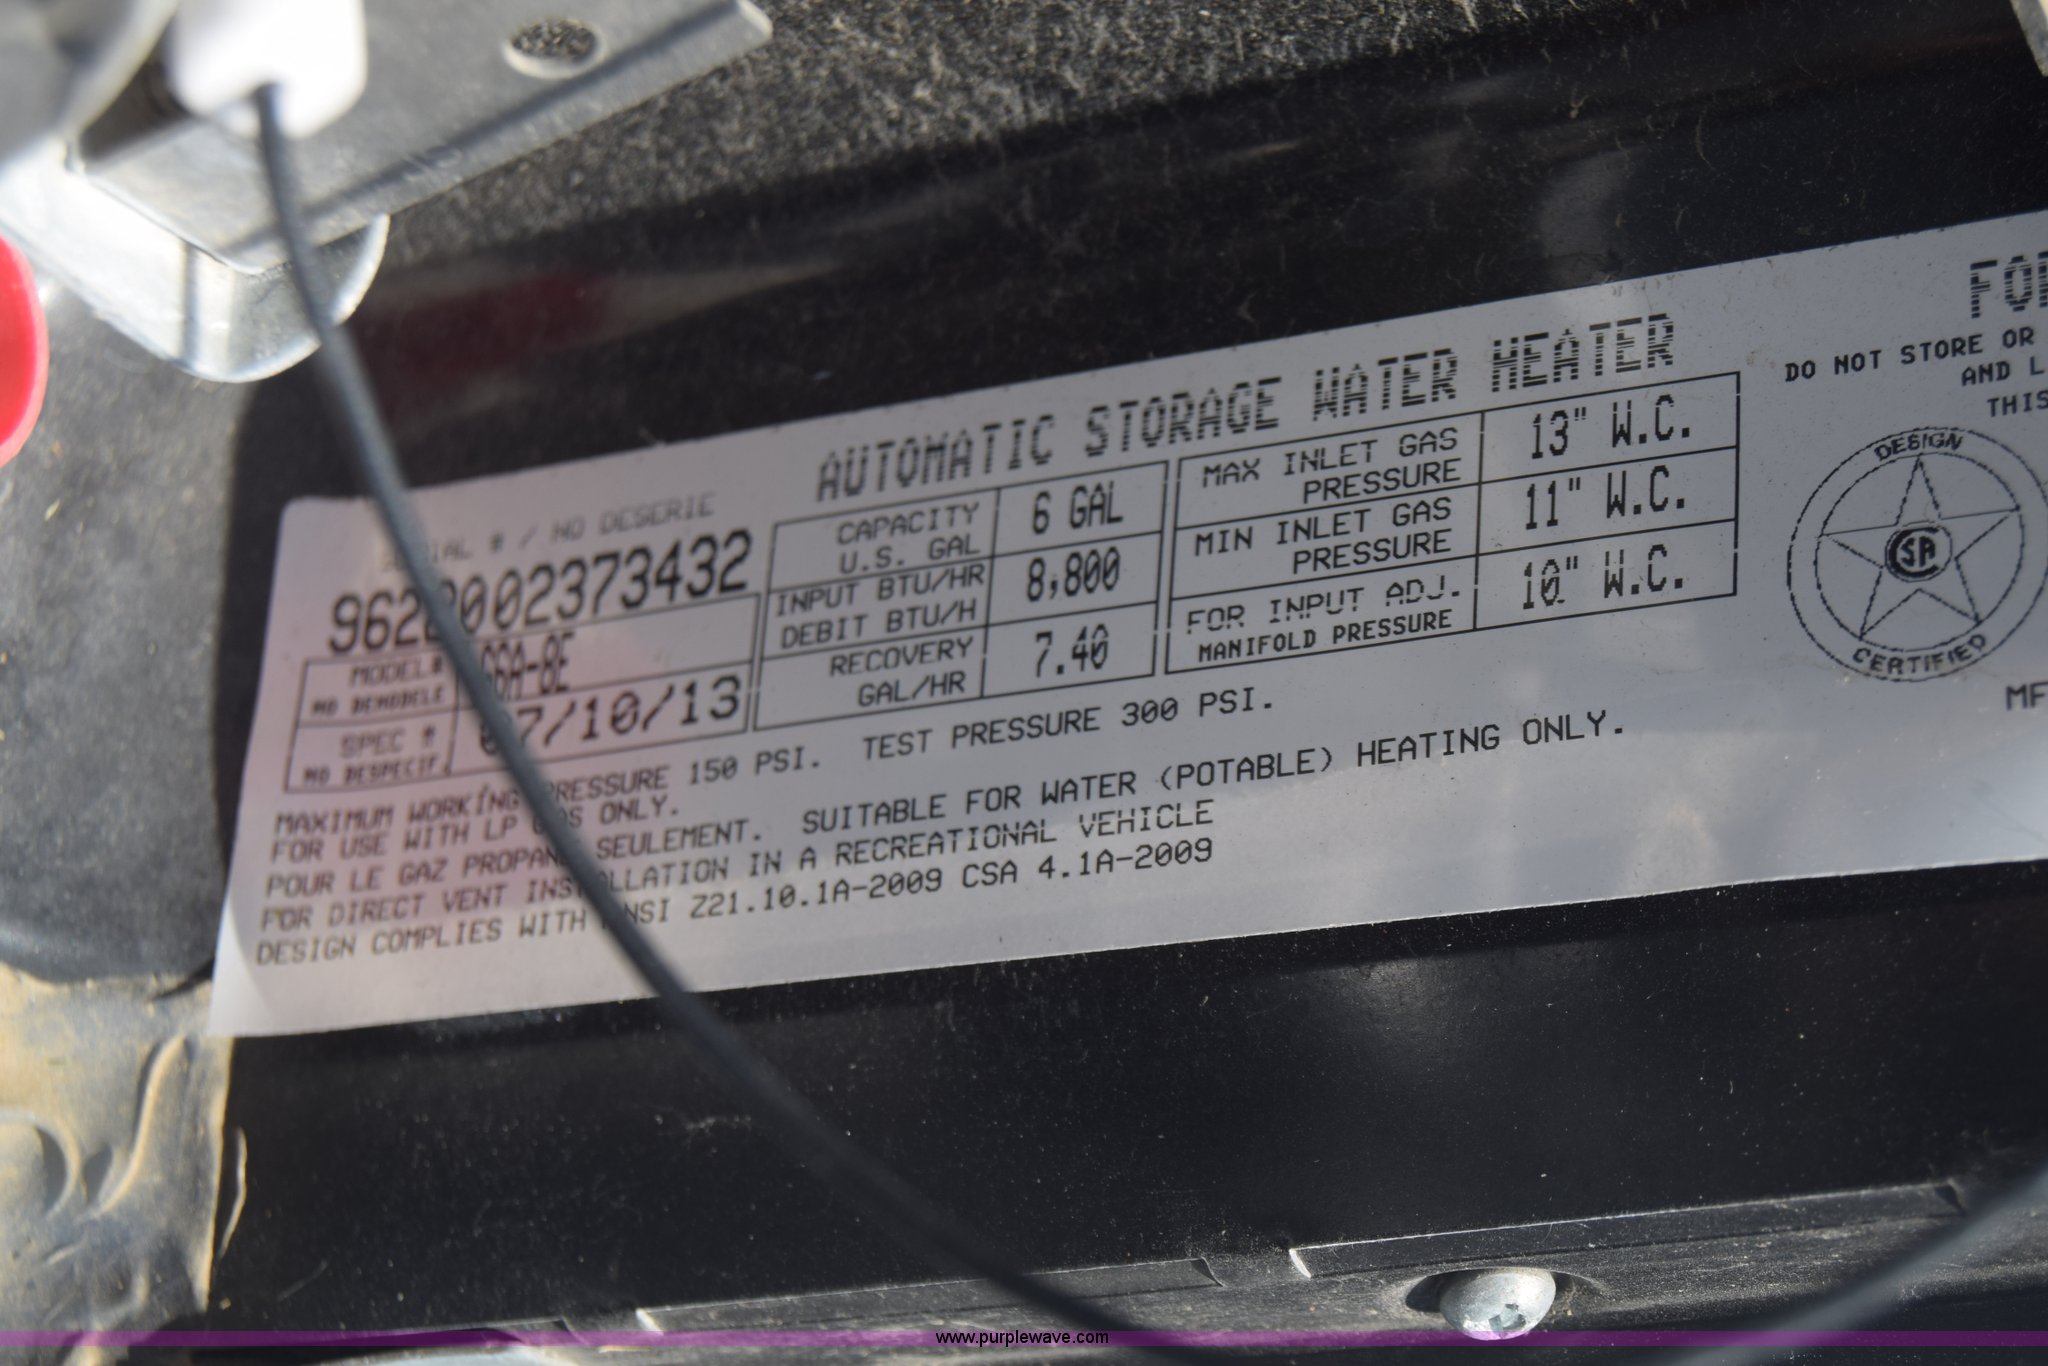 AUTOMATIC STORAGE WATER HEATER
# / NO DESERIE
MODEL# GSA-8E
NO DEMODELE
SPEC # 07/10/13
NO DESPECIF.
CAPACITY
U.S. GAL 6 GAL
INPUT BTU/HR
DEBIT BTU/H 8,800
RECOVERY
GAL/HR 7.40
MAX INLET GAS
PRESSURE 13" W.C.
MIN INLET GAS
PRESSURE 11" W.C.
FOR INPUT ADJ.
MANIFOLD PRESSURE 10" W.C.
MAXIMUM WORKING PRESSURE 150 PSI. TEST PRESSURE 300 PSI.
FOR USE WITH LP GAS ONLY.
POUR LE GAZ PROPANE SEULEMENT. SUITABLE FOR WATER (POTABLE) HEATING ONLY.
FOR DIRECT VENT INSTALLATION IN A RECREATIONAL VEHICLE
DESIGN COMPLIES WITH ANSI Z21.10.1A-2009 CSA 4.1A-2009
FOR
DO NOT STORE OR
AND L
THIS
DESIGN
CSA
CERTIFIED
MF
www.purplewave.com